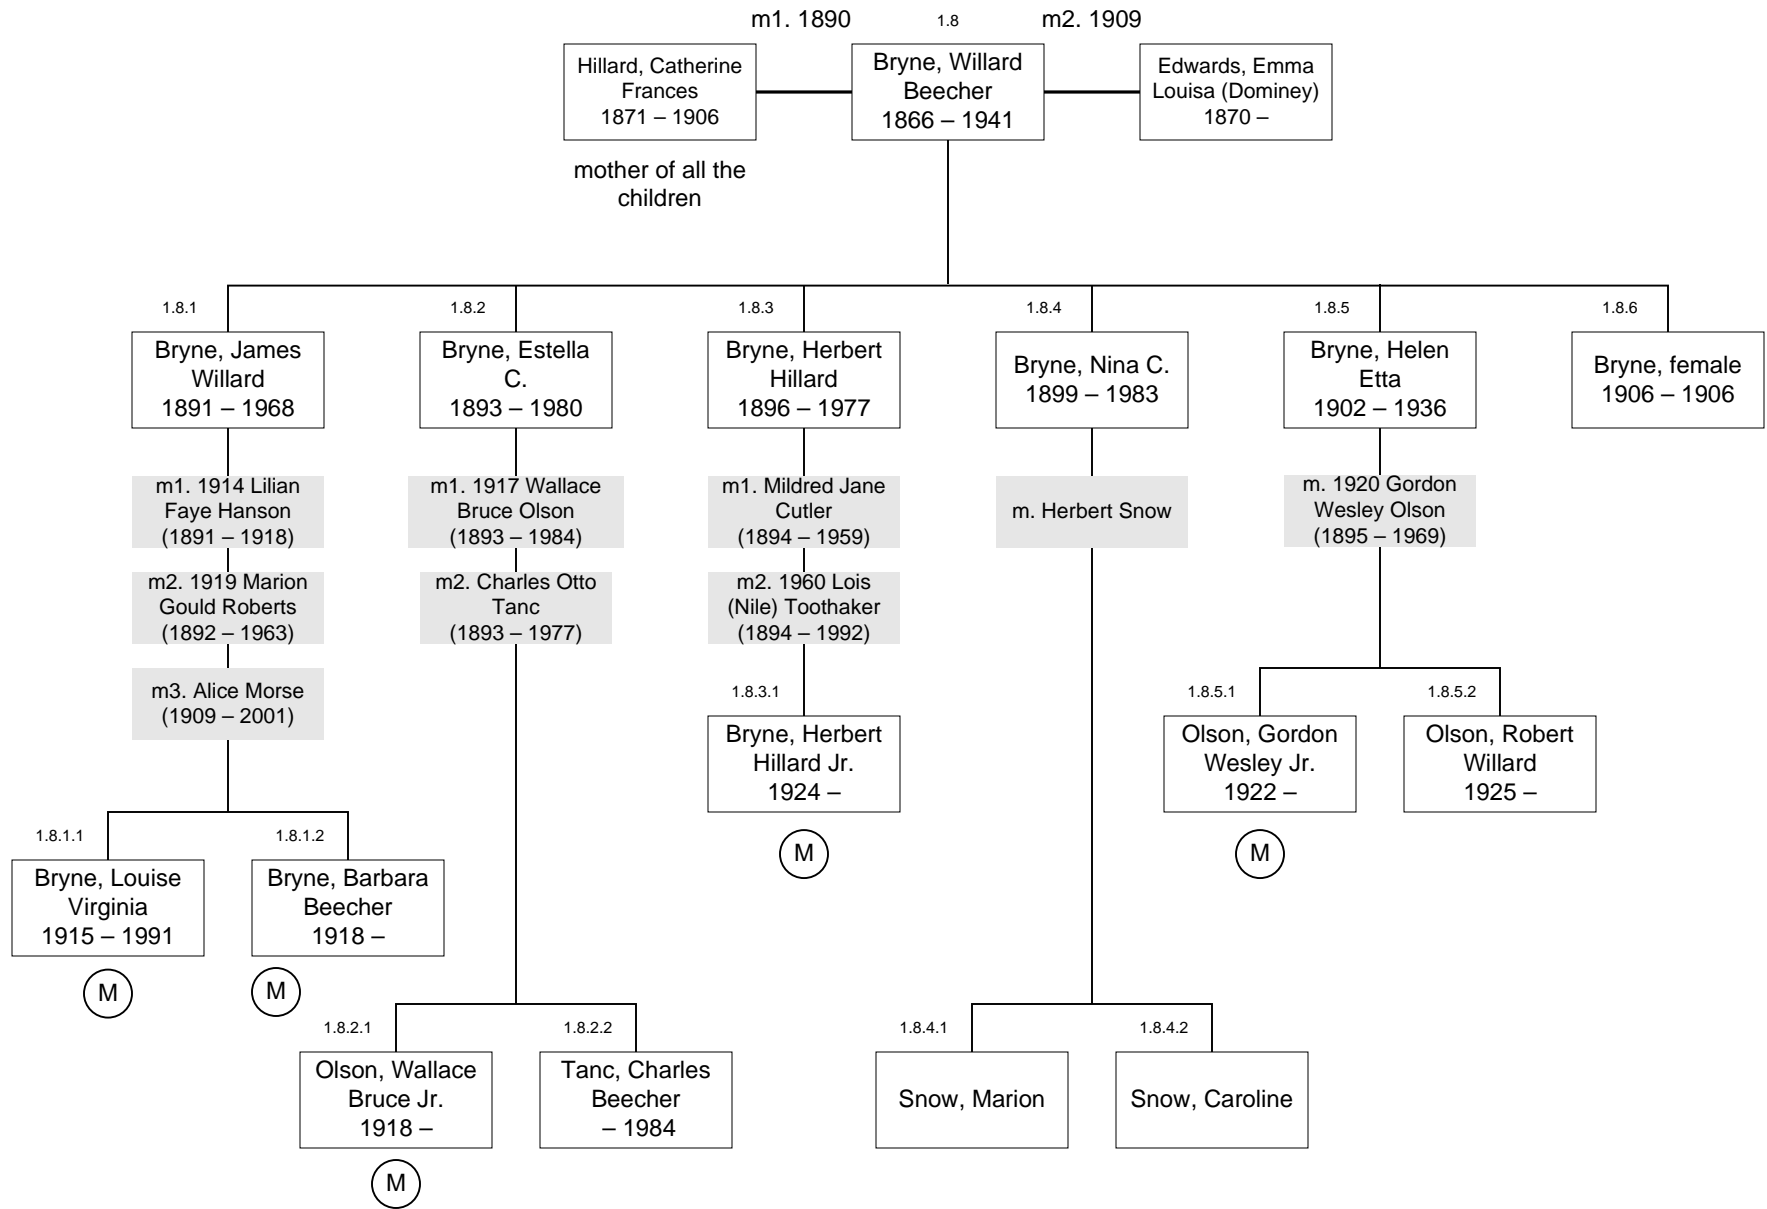 m1. 1890
1.8
m2. 1909
Hillard, Catherine
Frances
1871 – 1906
Bryne, Willard
Beecher
1866 – 1941
Edwards, Emma
Louisa (Dominey)
1870 –
mother of all the
children
1.8.1
Bryne, James
Willard
1891 – 1968
1.8.2
Bryne, Estella
C.
1893 – 1980
1.8.3
Bryne, Herbert
Hillard
1896 – 1977
1.8.4
Bryne, Nina C.
1899 – 1983
1.8.5
Bryne, Helen
Etta
1902 – 1936
1.8.6
Bryne, female
1906 – 1906
m1. 1914 Lilian
Faye Hanson
(1891 – 1918)
m1. 1917 Wallace
Bruce Olson
(1893 – 1984)
m1. Mildred Jane
Cutler
(1894 – 1959)
m. Herbert Snow
m. 1920 Gordon
Wesley Olson
(1895 – 1969)
m2. 1919 Marion
Gould Roberts
(1892 – 1963)
m2. Charles Otto
Tanc
(1893 – 1977)
m2. 1960 Lois
(Nile) Toothaker
(1894 – 1992)
m3. Alice Morse
(1909 – 2001)
1.8.3.1
Bryne, Herbert
Hillard Jr.
1924 –
M
1.8.5.1
Olson, Gordon
Wesley Jr.
1922 –
M
1.8.5.2
Olson, Robert
Willard
1925 –
1.8.1.1
Bryne, Louise
Virginia
1915 – 1991
M
1.8.1.2
Bryne, Barbara
Beecher
1918 –
M
1.8.2.1
Olson, Wallace
Bruce Jr.
1918 –
M
1.8.2.2
Tanc, Charles
Beecher
– 1984
1.8.4.1
Snow, Marion
1.8.4.2
Snow, Caroline